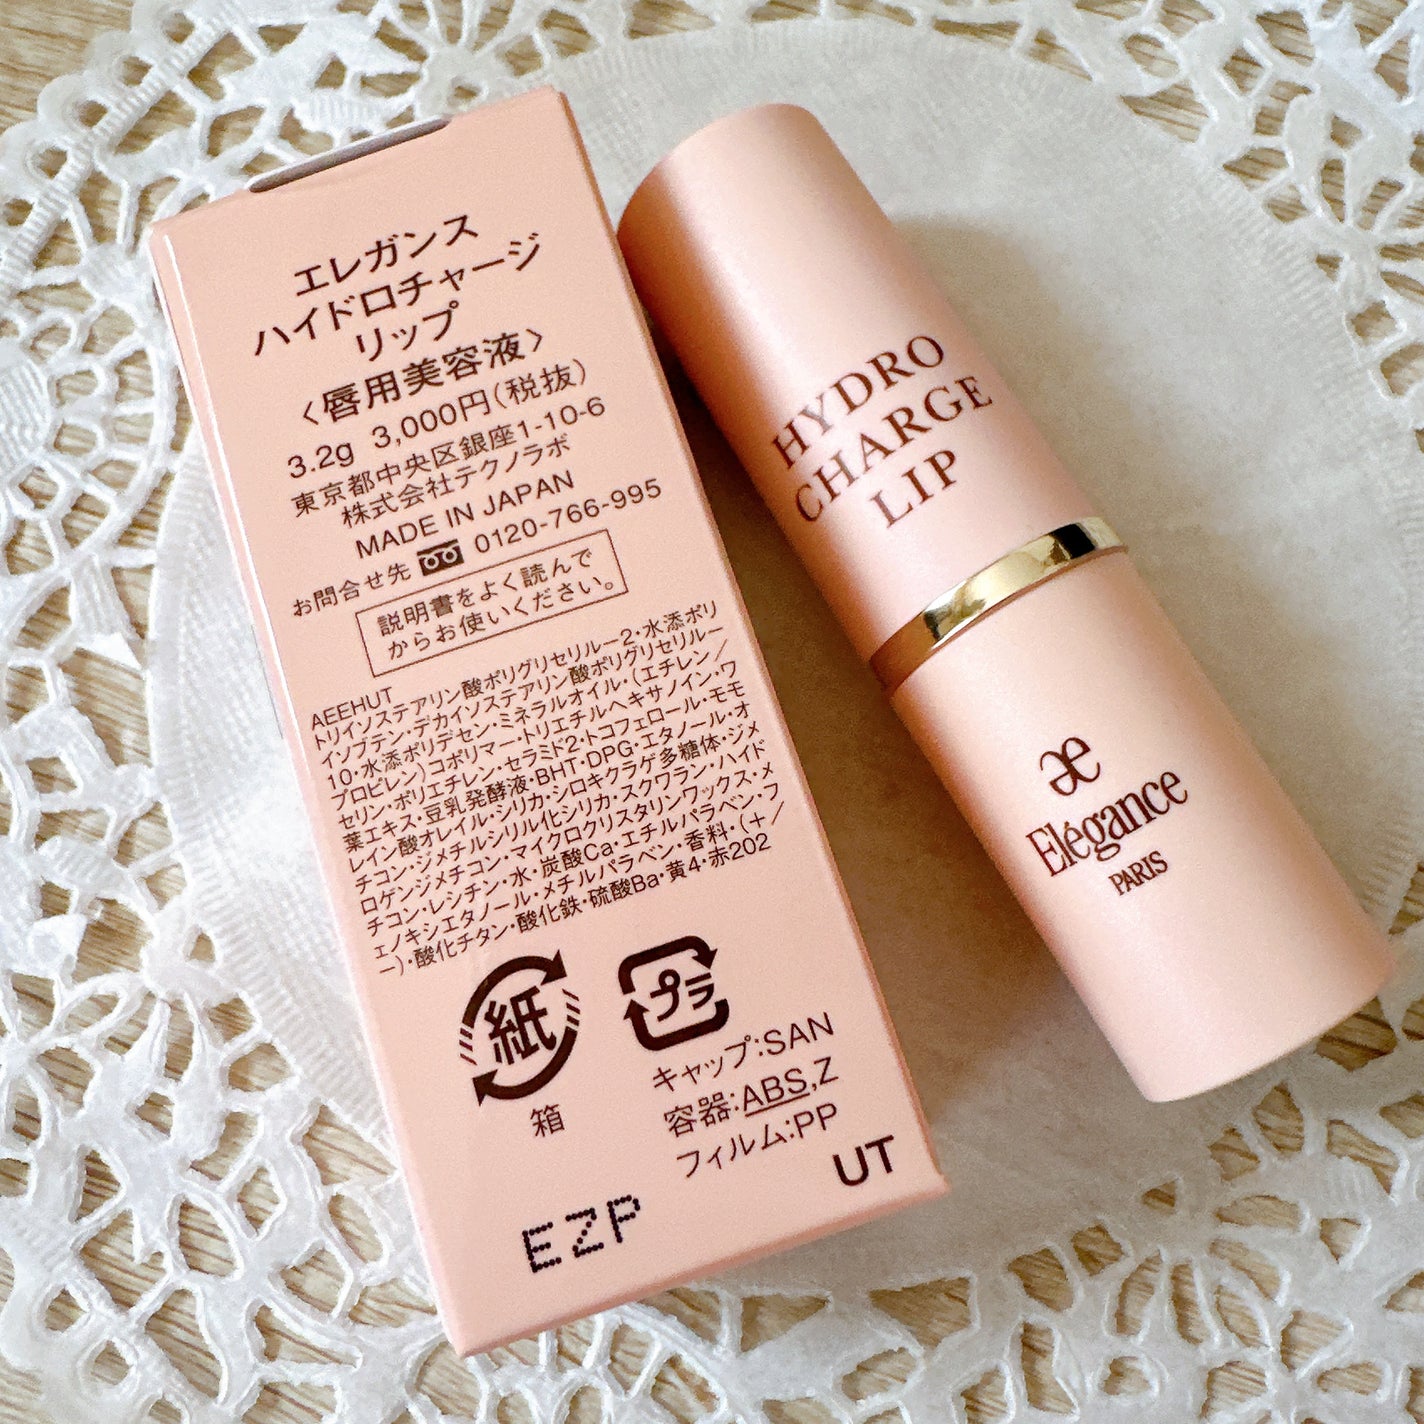 エレガンス
ハイドロチャージ
リップ
〈唇用美容液〉
3.2g 3,000円(税抜)
東京都中央区銀座1-10-6
株式会社テクノラボ
MADE IN JAPAN
お問合せ先 0120-766-995
説明書をよく読んで
からお使いください。
AEEHUT
トリイソステアリン酸ポリグリセリルー2・水添ポリ
イソブテン・デカイソステアリン酸ポリグリセリルー
10・水添ポリデセン・ミネラルオイル・(エチレン/
プロピレン)コポリマー・トリエチルヘキサノイン・ワ
セリン・ポリエチレン・セラミド2・トコフェロール・モモ
葉エキス・豆乳発酵液・BHT・DPG・エタノール・オ
レイン酸オレイル・シリカ・シロキクラゲ多糖体・ジメ
チコン・ジメチルシリル化シリカ・スクワラン・ハイド
ロゲンジメチコン・マイクロクリスタリンワックス・メ
チコン・レシチン・水・炭酸Ca・エチルパラベン・フ
ェノキシエタノール・メチルパラベン・香料・(+/
ー)・酸化チタン・酸化鉄・硫酸Ba・黄4・赤202
紙
箱
プラ
キャップ:SAN
容器:ABS,Z
フィルム:PP
UT
EZP
HYDRO
CHARGE
LIP
æ
Elégance
PARIS